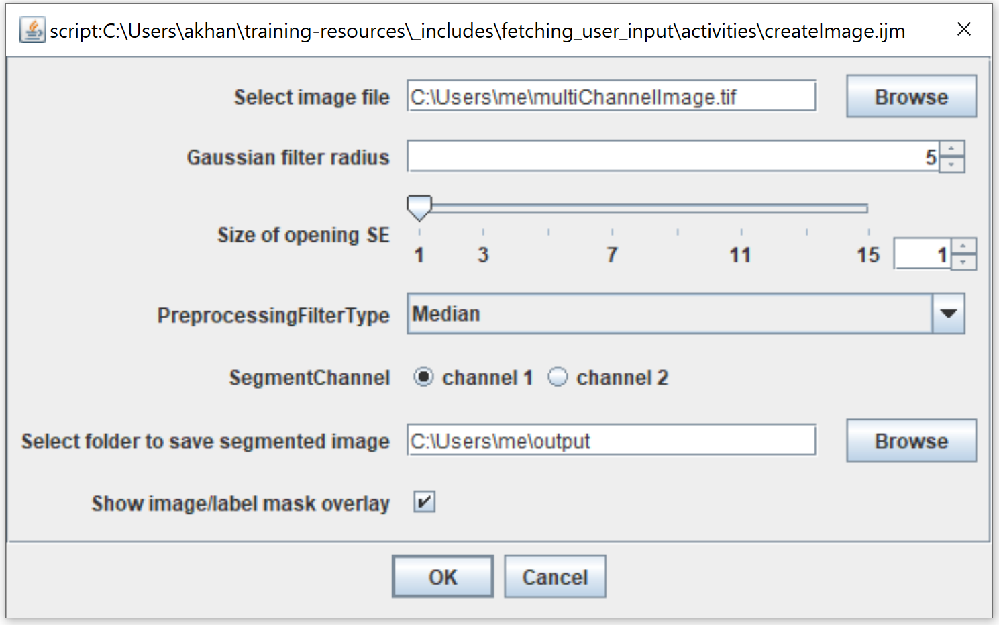 script:C:\Users\akhan\training-resources\_includes\fetching_user_input\activities\createImage.ijm
Select image file C:\Users\me\multiChannelImage.tif Browse
Gaussian filter radius 5
Size of opening SE 1 3 7 11 15 1
PreprocessingFilterType Median
SegmentChannel channel 1 channel 2
Select folder to save segmented image C:\Users\me\output Browse
Show image/label mask overlay
OK Cancel